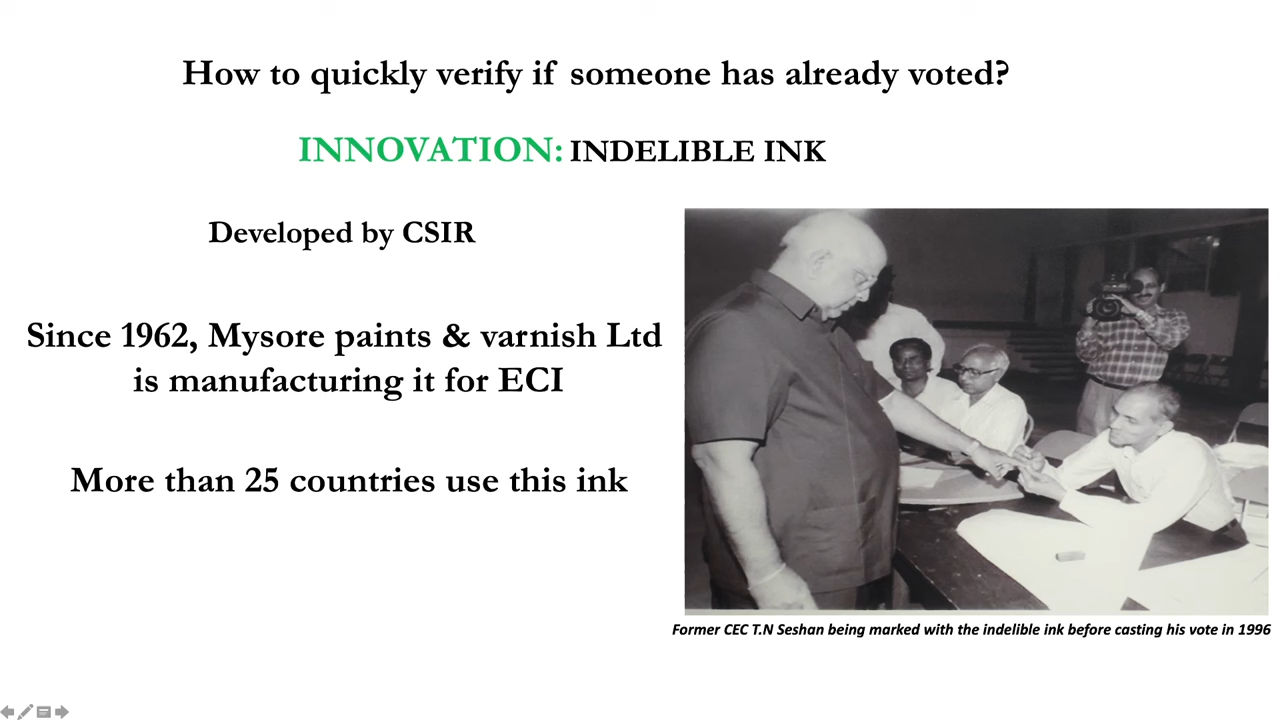 How to quickly verify if someone has already voted?
INNOVATION: INDELIBLE INK
Developed by CSIR
Since 1962, Mysore paints & varnish Ltd
is manufacturing it for ECI
More than 25 countries use this ink
Former CEC T.N Seshan being marked with the indelible ink before casting his vote in 1996